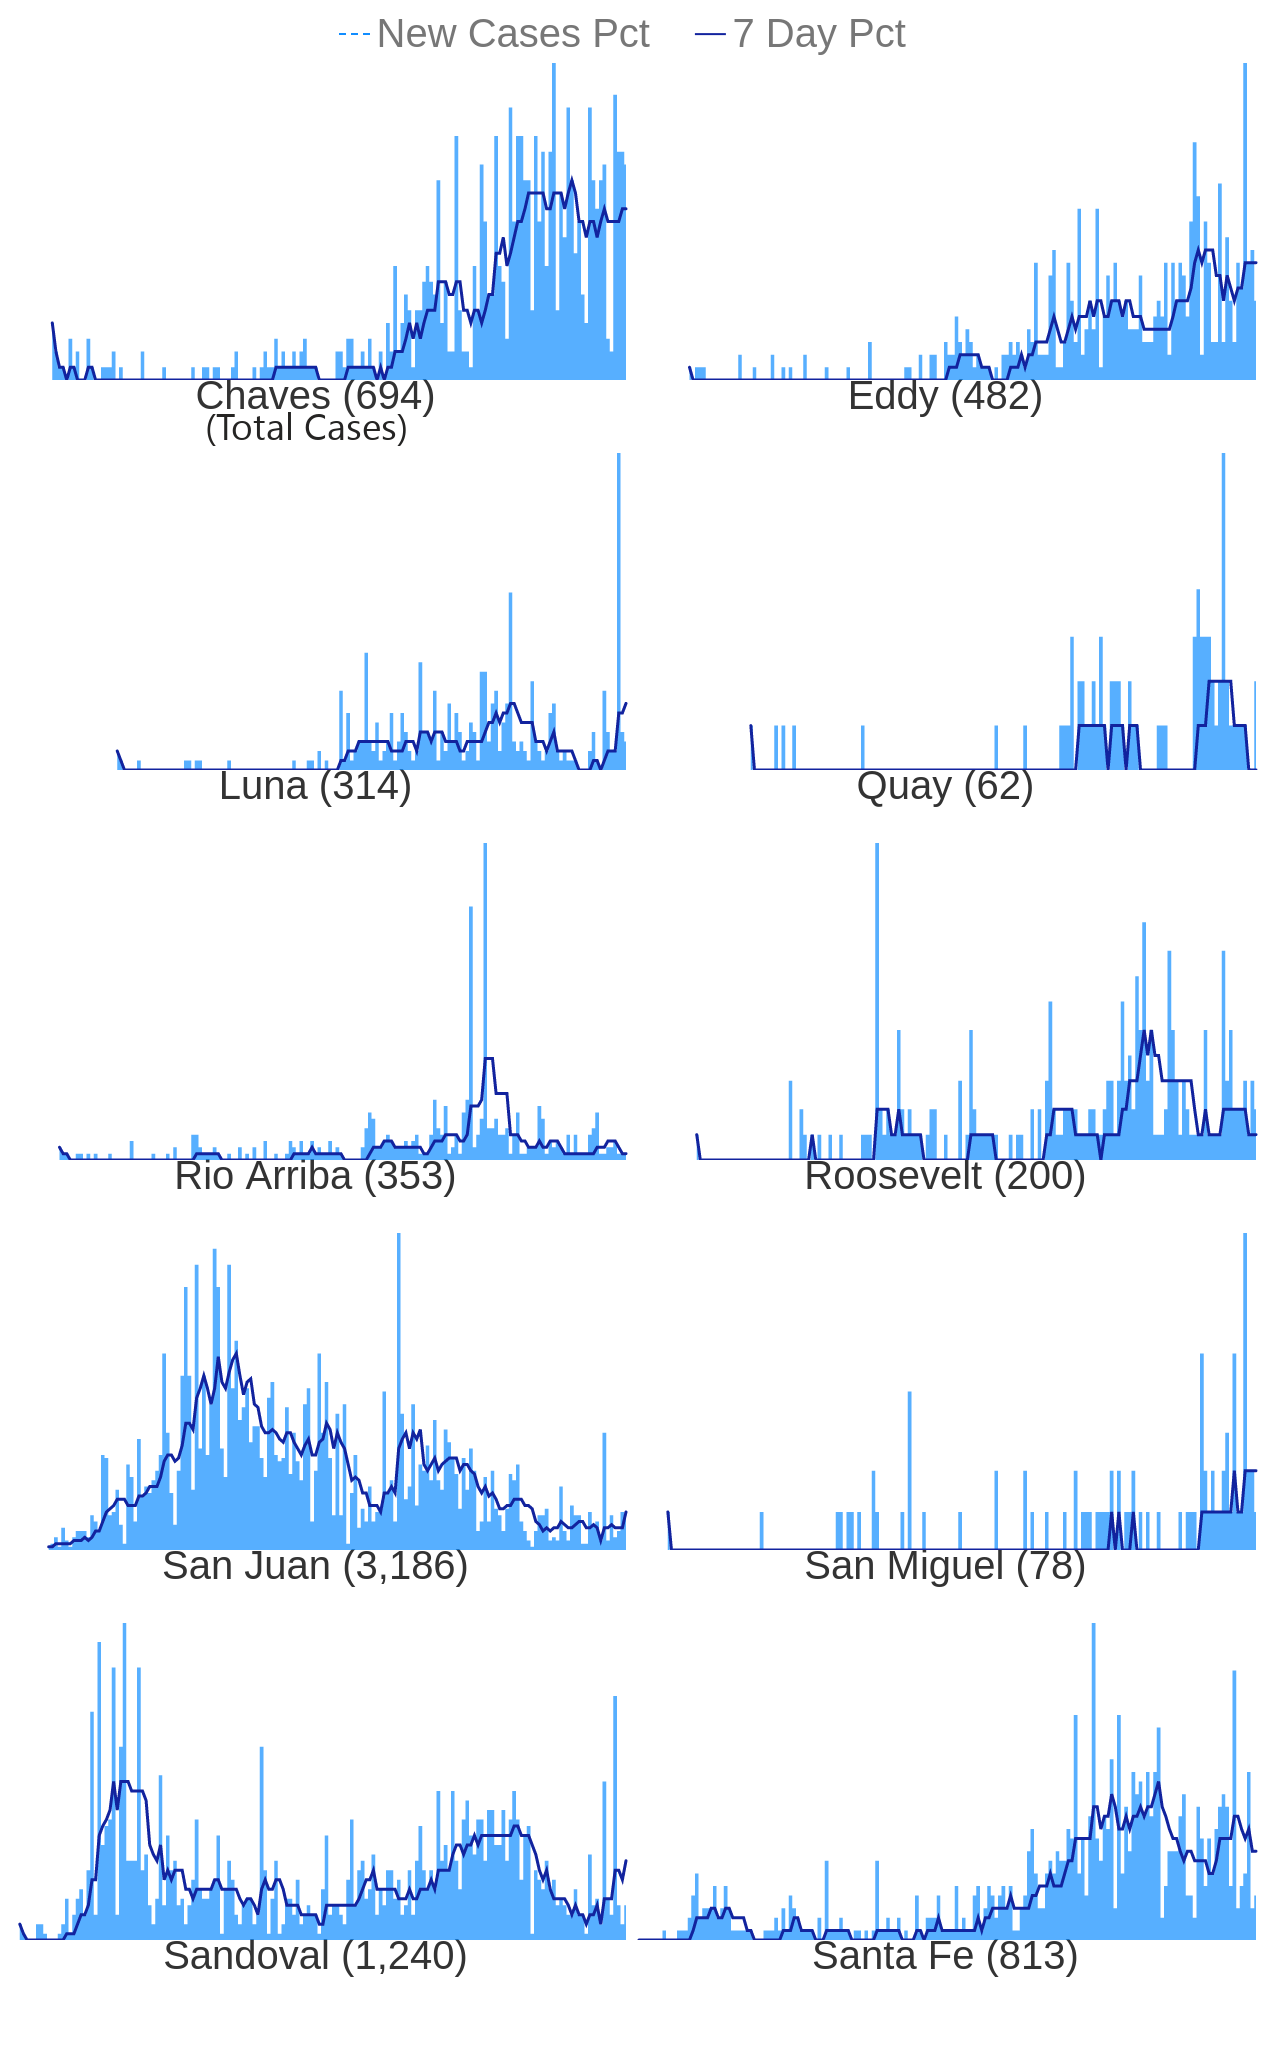 New Cases Pct 7 Day Pct
Chaves (694)
(Total Cases)
Eddy (482)
Luna (314)
Quay (62)
Rio Arriba (353)
Roosevelt (200)
San Juan (3,186)
San Miguel (78)
Sandoval (1,240)
Santa Fe (813)